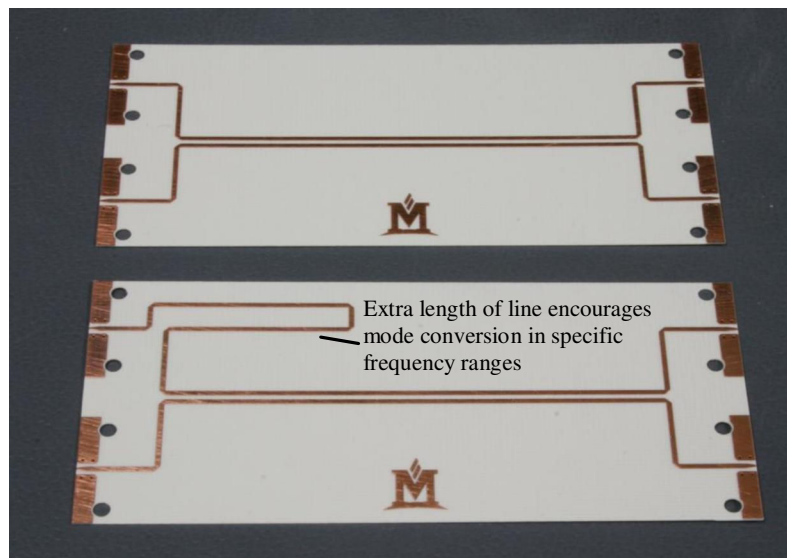 M
Extra length of line encourages
mode conversion in specific
frequency ranges
M